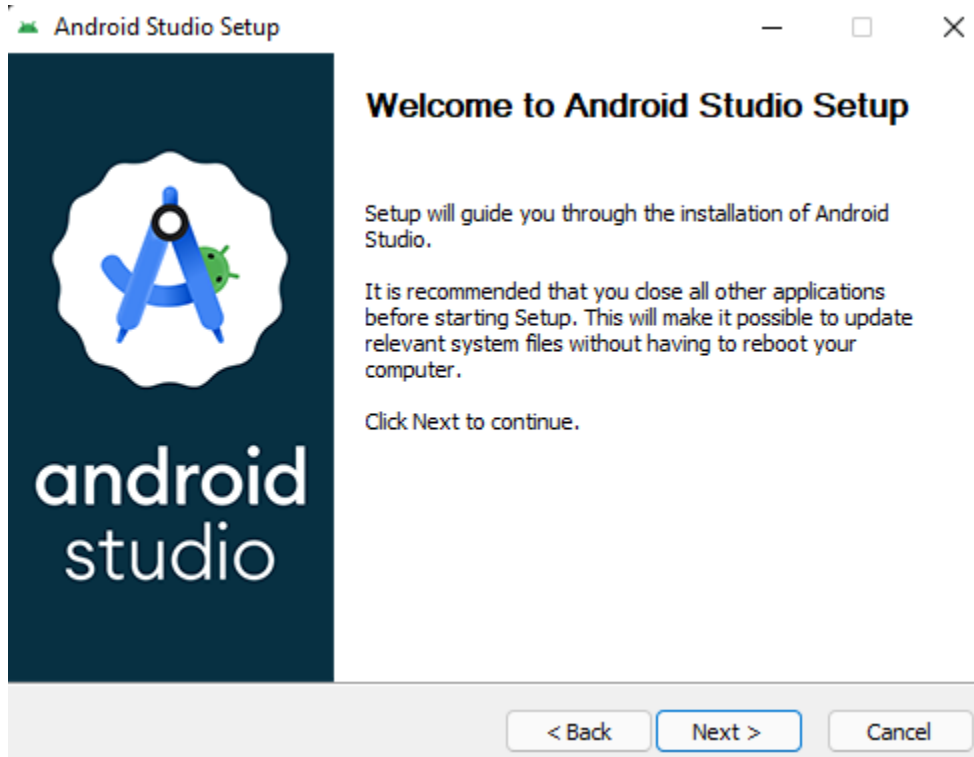 Android Studio Setup
Welcome to Android Studio Setup
Setup will guide you through the installation of Android
Studio.
It is recommended that you close all other applications
before starting Setup. This will make it possible to update
relevant system files without having to reboot your
computer.
Click Next to continue.
android
studio
< Back
Next >
Cancel